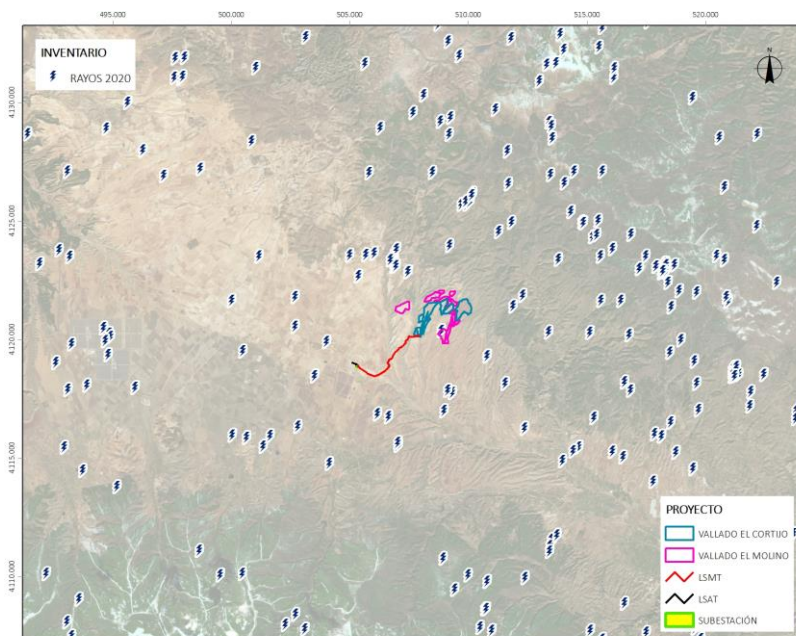 495.000 500.000 505.000 510.000 515.000 520.000
INVENTARIO
RAYOS 2020
N
4.130.000
4.125.000
4.120.000
4.115.000
4.110.000
PROYECTO
VALLADO EL CORTIJO
VALLADO EL MOLINO
LSMT
LSAT
SUBESTACIÓN